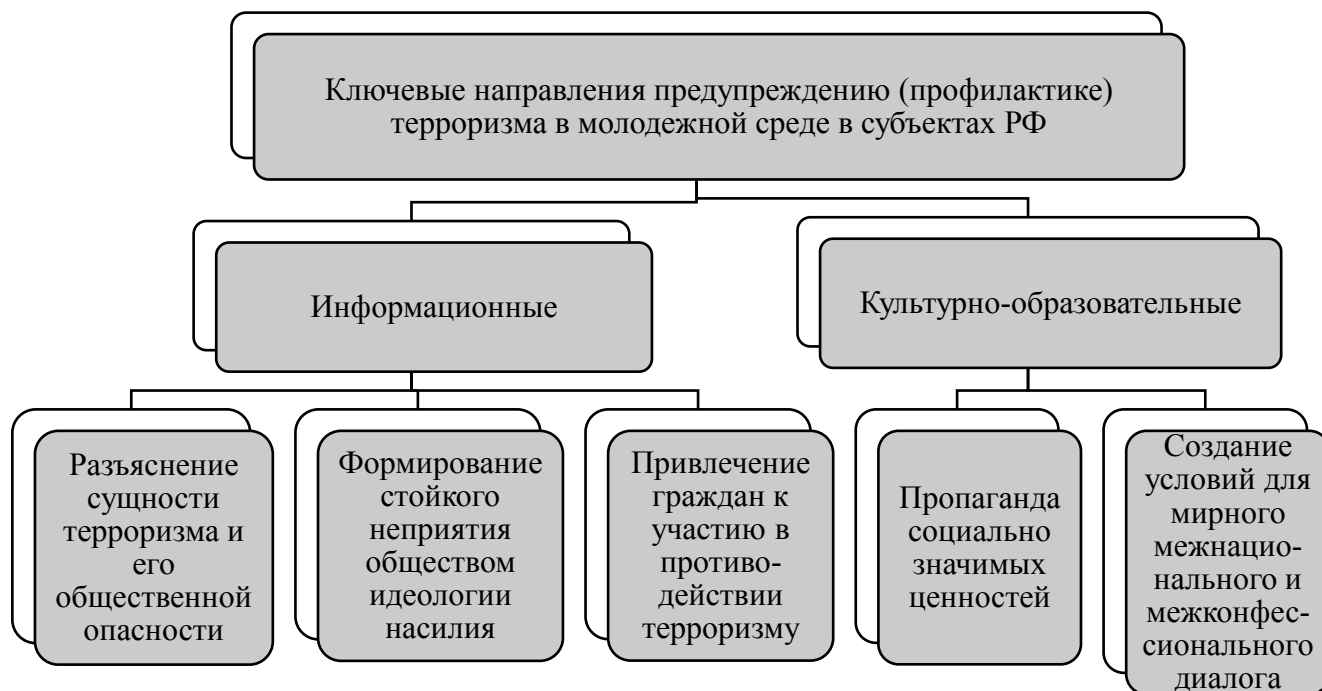 Ключевые направления предупреждению (профилактике)
терроризма в молодежной среде в субъектах РФ
Информационные
Культурно-образовательные
Разъяснение
сущности
терроризма и
его
общественной
опасности
Формирование
стойкого
неприятия
обществом
идеологии
насилия
Привлечение
граждан к
участию в
противо-
действии
терроризму
Пропаганда
социально
значимых
ценностей
Создание
условий для
мирного
межнацио-
нального и
межконфес-
сионального
диалога